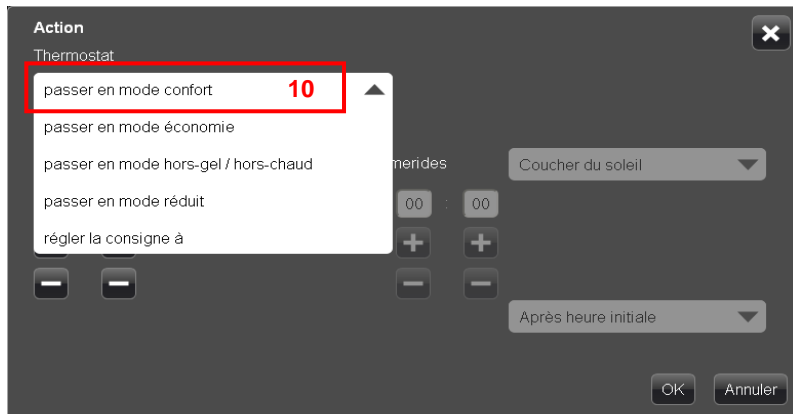 Action
Thermostat
passer en mode confort 10
passer en mode économie
passer en mode hors-gel / hors-chaud merides Coucher du soleil
passer en mode réduit 00 : 00
régler la consigne à
Après heure initiale
OK Annuler